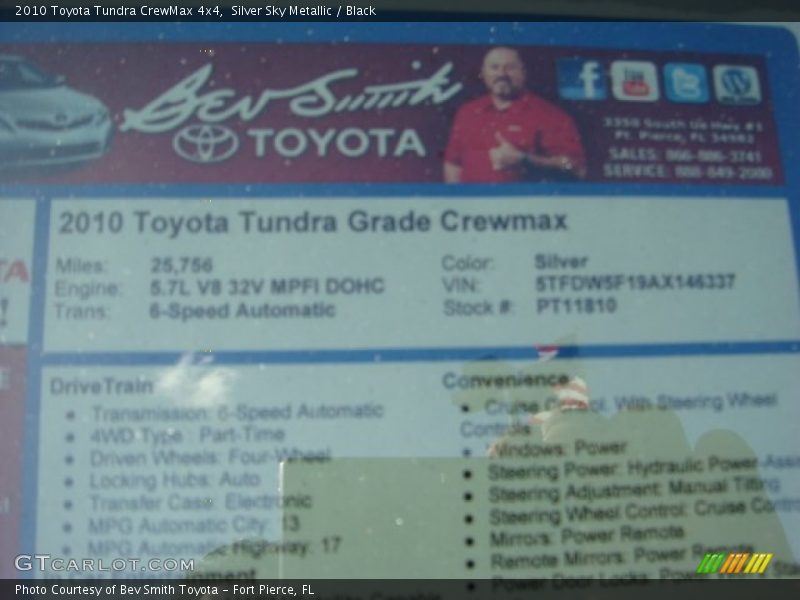 2010 Toyota Tundra CrewMax 4x4, Silver Sky Metallic / Black
Bev Smith
TOYOTA
3350 South US Hwy #1
Ft. Pierce, FL 34982
SALES: 866-886-3741
SERVICE: 888-849-2000
2010 Toyota Tundra Grade Crewmax
Miles: 25,756
Engine: 5.7L V8 32V MPFI DOHC
Trans: 6-Speed Automatic
Color: Silver
VIN: 5TFDW5F19AX146337
Stock #: PT11810
TA
!
DriveTrain
• Transmission: 6-Speed Automatic
• 4WD Type : Part-Time
• Driven Wheels: Four-Wheel
• Locking Hubs: Auto
• Transfer Case: Electronic
• MPG Automatic City: 13
• MPG Automatic Highway: 17
Convenience
• Cruise Control: With Steering Wheel
Controls
• Windows: Power
• Steering Power: Hydraulic Power
• Steering Adjustment: Manual Tilting
• Steering Wheel Control: Cruise
• Mirrors: Power Remote
• Remote Mirrors: Power Remote
• Power Door Locks: Power
GTCARLOT.COM
Photo Courtesy of Bev Smith Toyota - Fort Pierce, FL